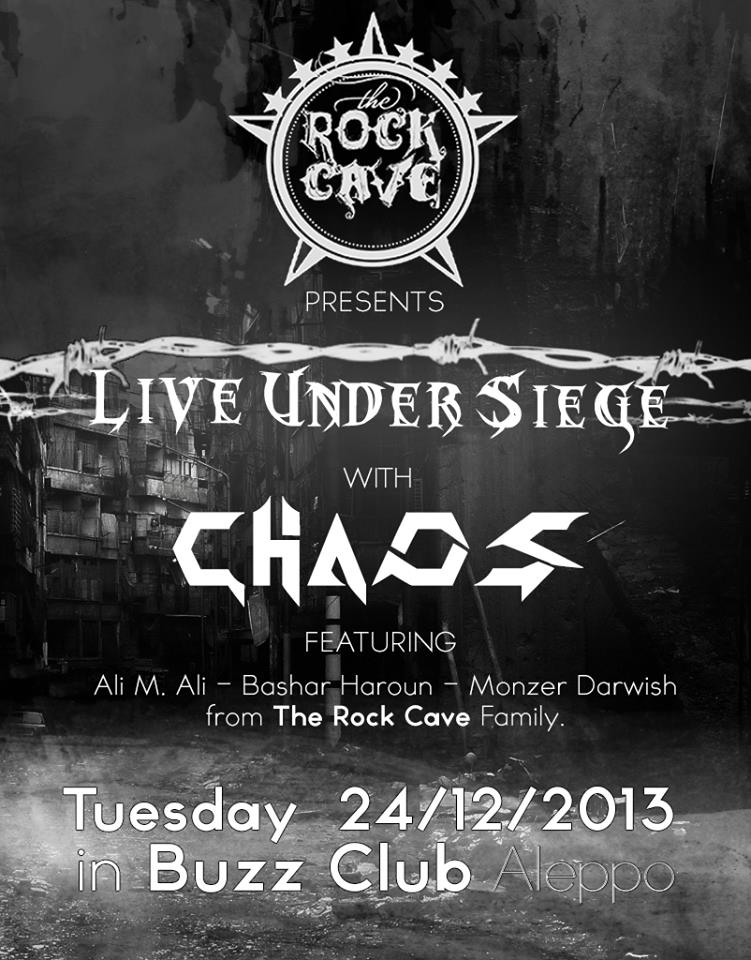 the
ROCK
CAVE
PRESENTS
LIVE UNDER SIEGE
WITH
CHAOS
FEATURING
Ali M. Ali – Bashar Haroun – Monzer Darwish
from The Rock Cave Family.
Tuesday 24/12/2013
in Buzz Club Aleppo